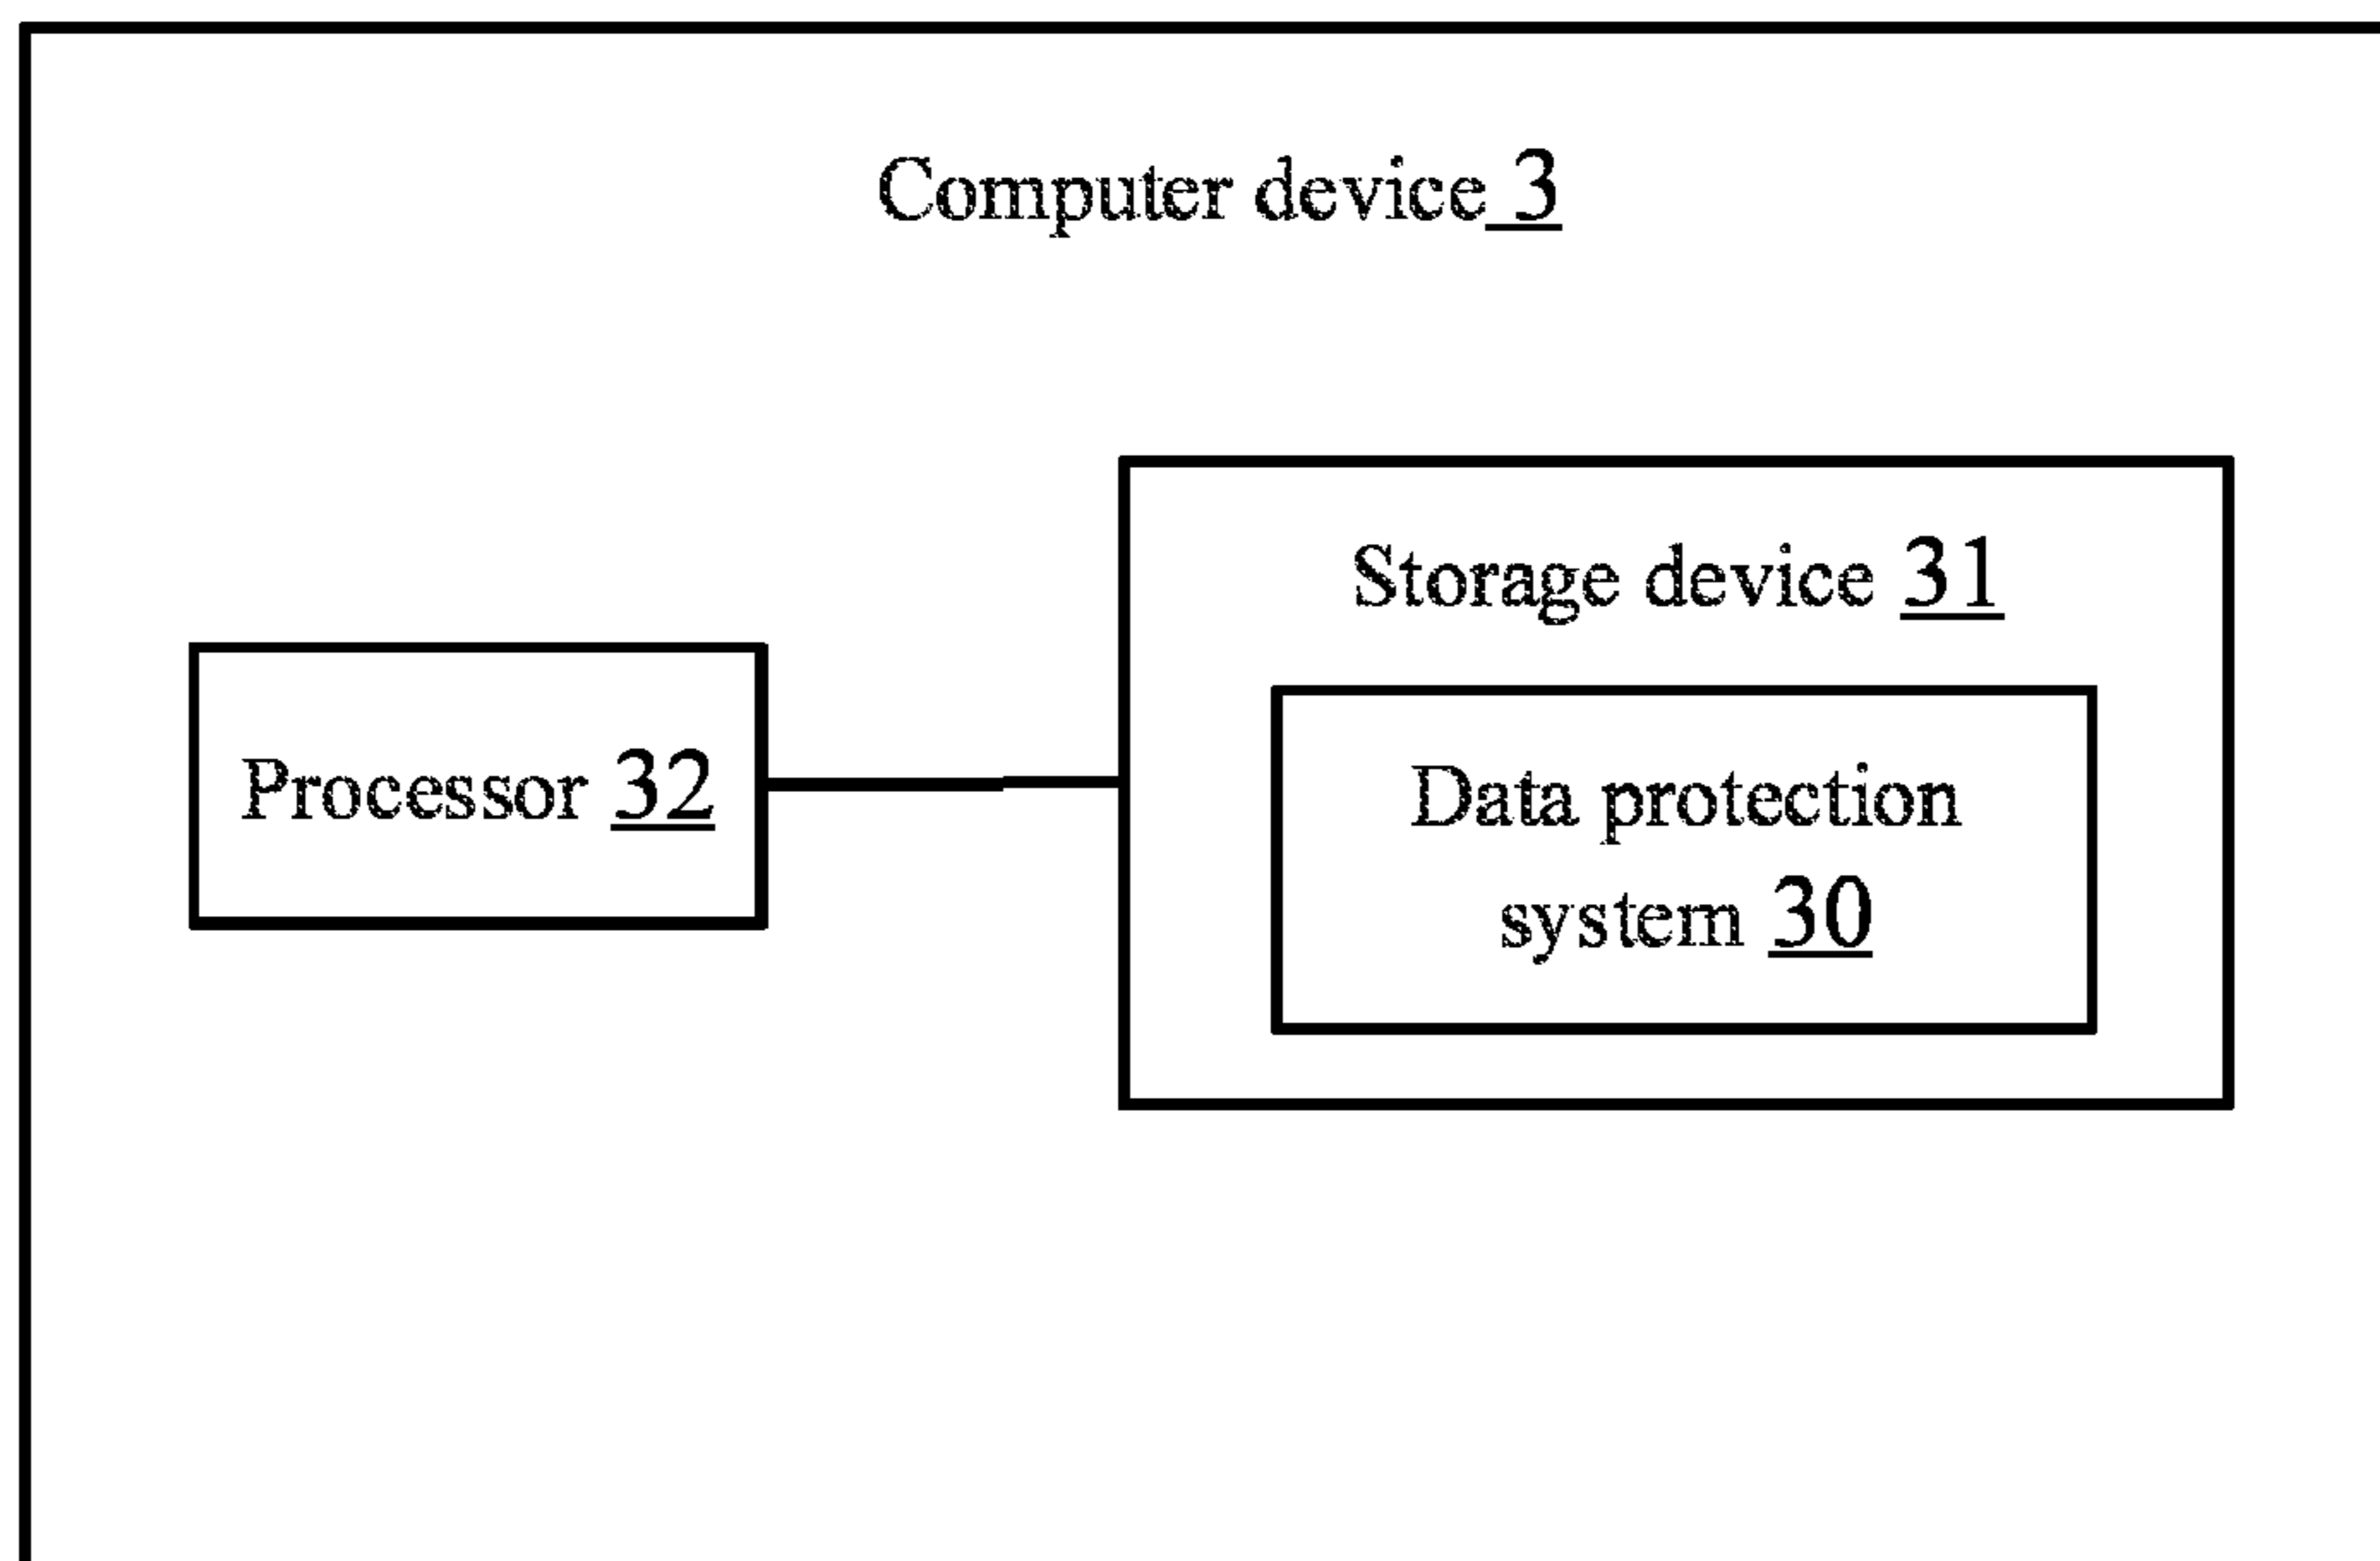 Computer device 3
Storage device 31
Processor 32
Data protection
system 30